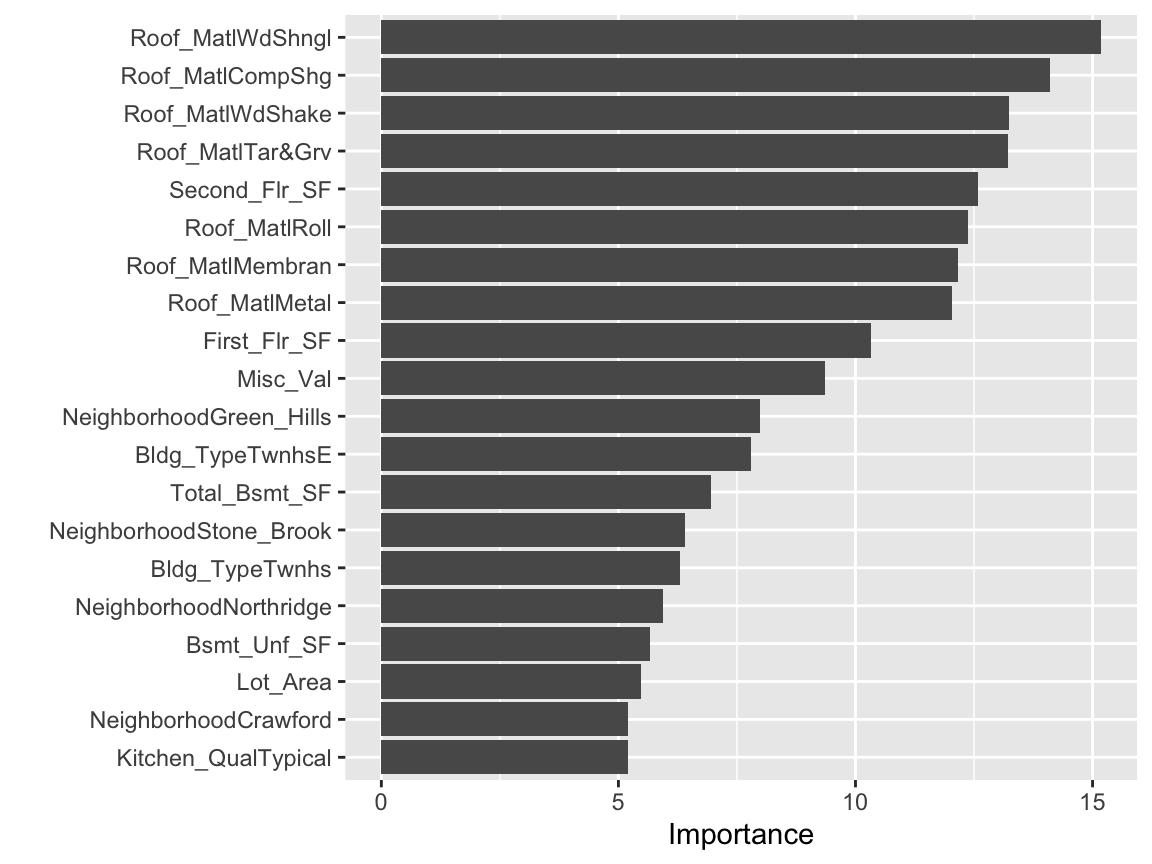 Roof_MatlWdShngl
Roof_MatlCompShg
Roof_MatlWdShake
Roof_MatlTar&Grv
Second_Flr_SF
Roof_MatlRoll
Roof_MatlMembran
Roof_MatlMetal
First_Flr_SF
Misc_Val
NeighborhoodGreen_Hills
Bldg_TypeTwnhsE
Total_Bsmt_SF
NeighborhoodStone_Brook
Bldg_TypeTwnhs
NeighborhoodNorthridge
Bsmt_Unf_SF
Lot_Area
NeighborhoodCrawford
Kitchen_QualTypical
0 5 10 15
Importance